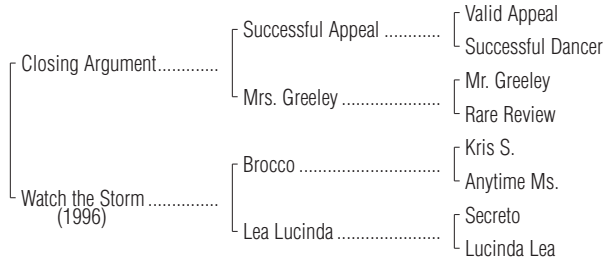 Valid Appeal
Successful Appeal ............
Successful Dancer
Closing Argument.............
Mr. Greeley
Mrs. Greeley .....................
Rare Review
Kris S.
Brocco ..............................
Anytime Ms.
Watch the Storm ...............
(1996)
Secreto
Lea Lucinda ......................
Lucinda Lea